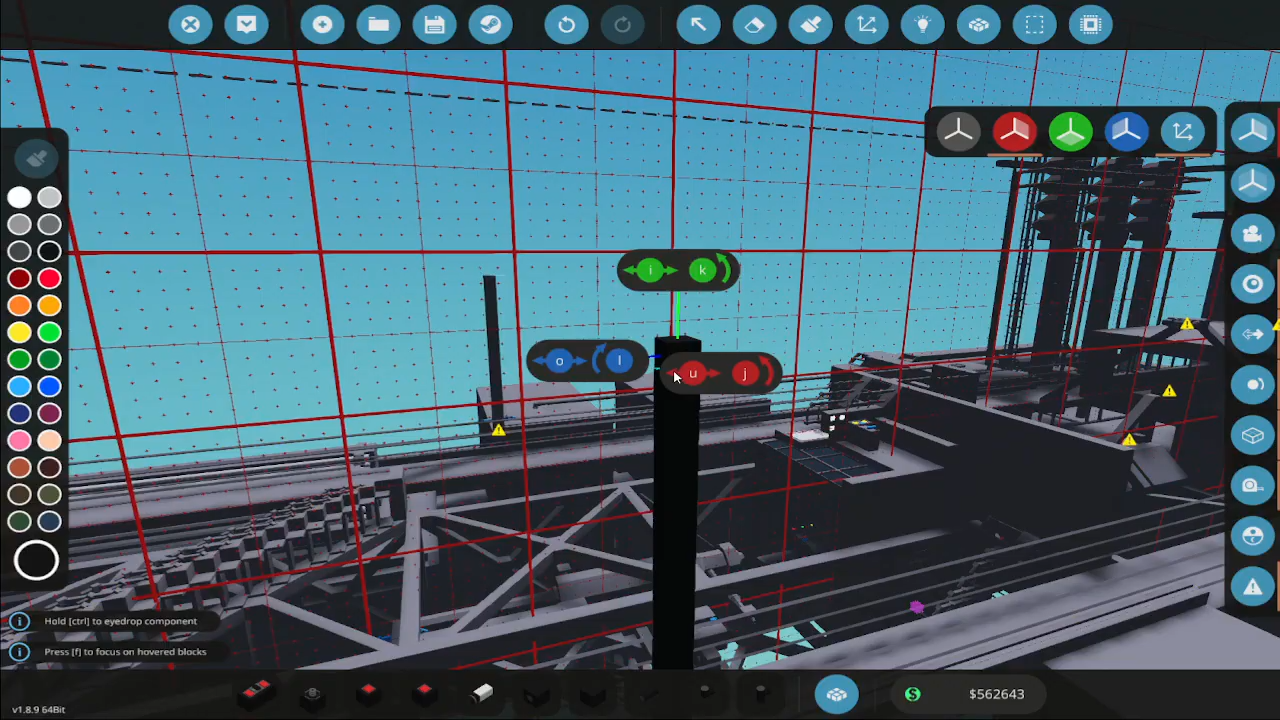 i k
o l
u j
Hold [ctrl] to eyedrop component
Press [f] to focus on hovered blocks
$ $562643
v1.8.9 64Bit